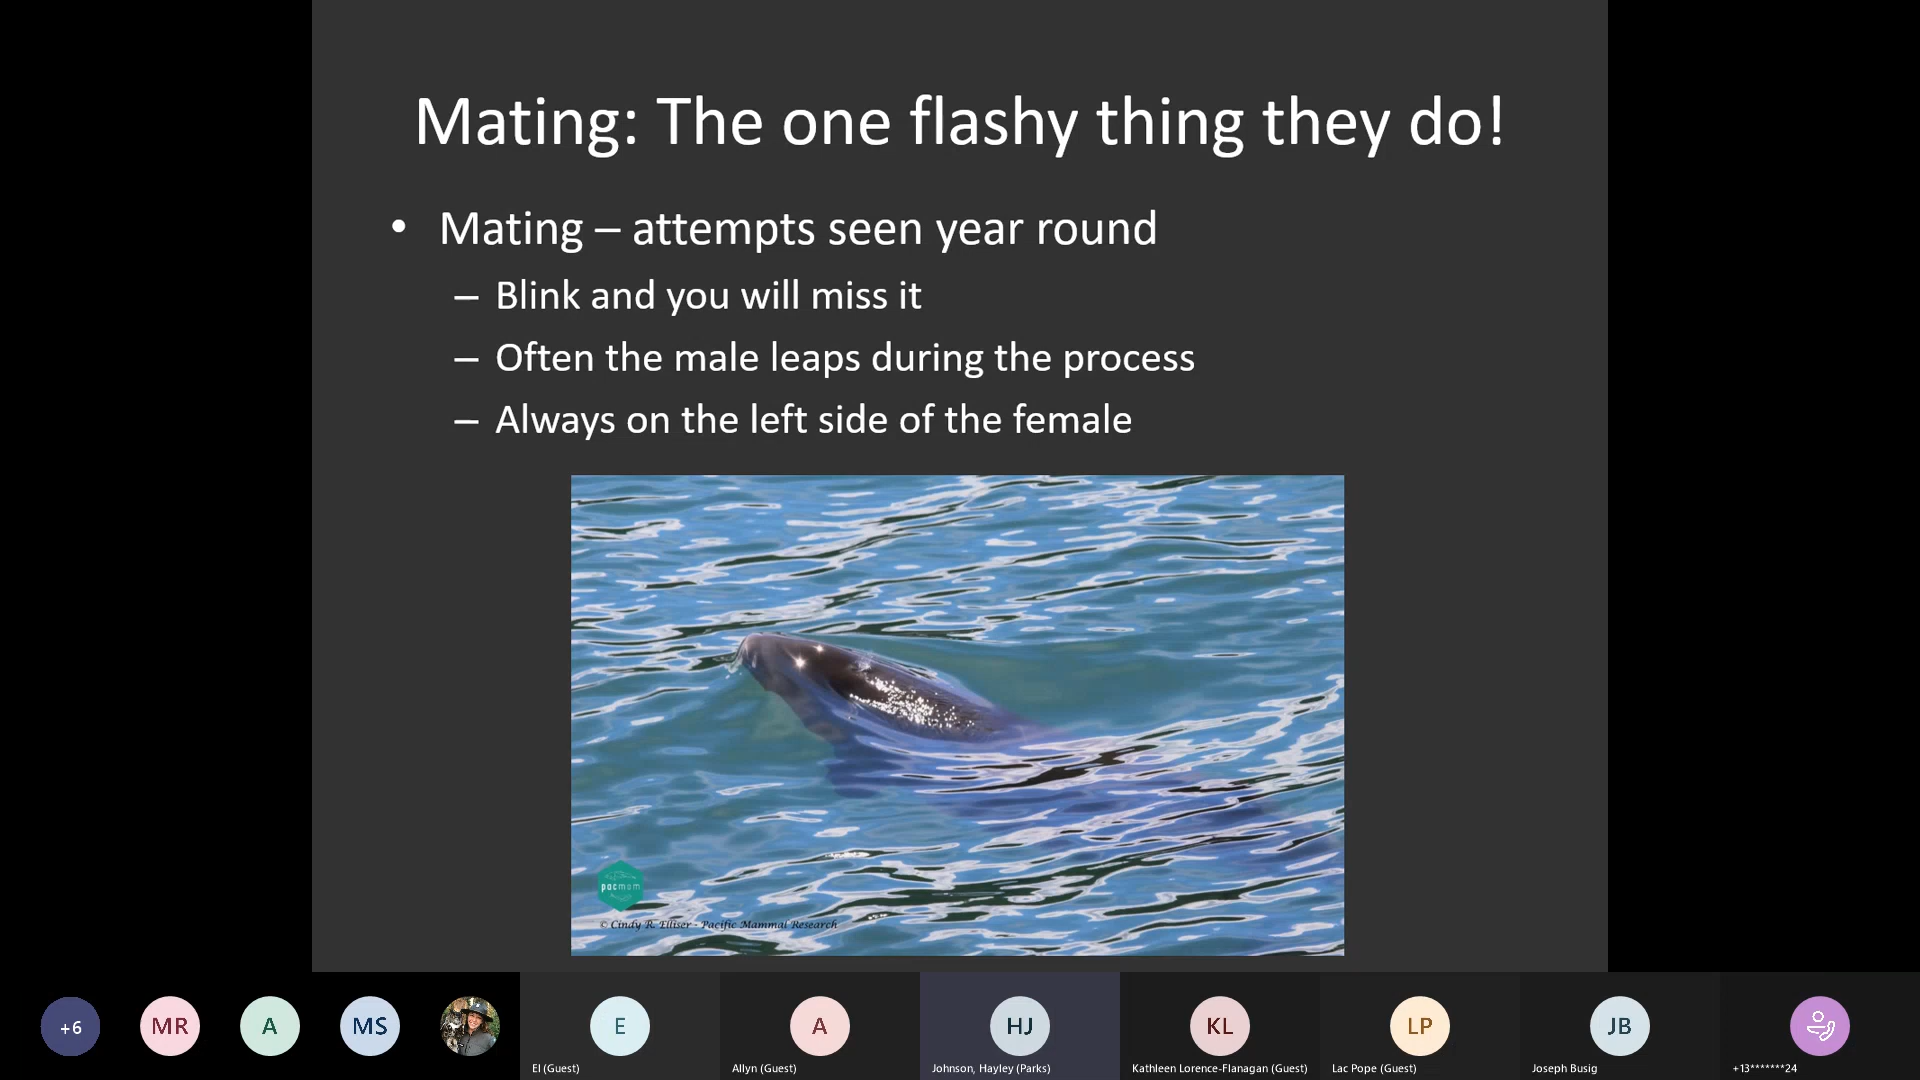 Mating: The one flashy thing they do!
• Mating – attempts seen year round
– Blink and you will miss it
– Often the male leaps during the process
– Always on the left side of the female
pacmam
© Cindy R. Elliser - Pacific Mammal Research
+6
MR
A
MS
E
A
HJ
KL
LP
JB
El (Guest)
Allyn (Guest)
Johnson, Hayley (Parks)
Kathleen Lorence-Flanagan (Guest)
Lac Pope (Guest)
Joseph Busig
+13*******24